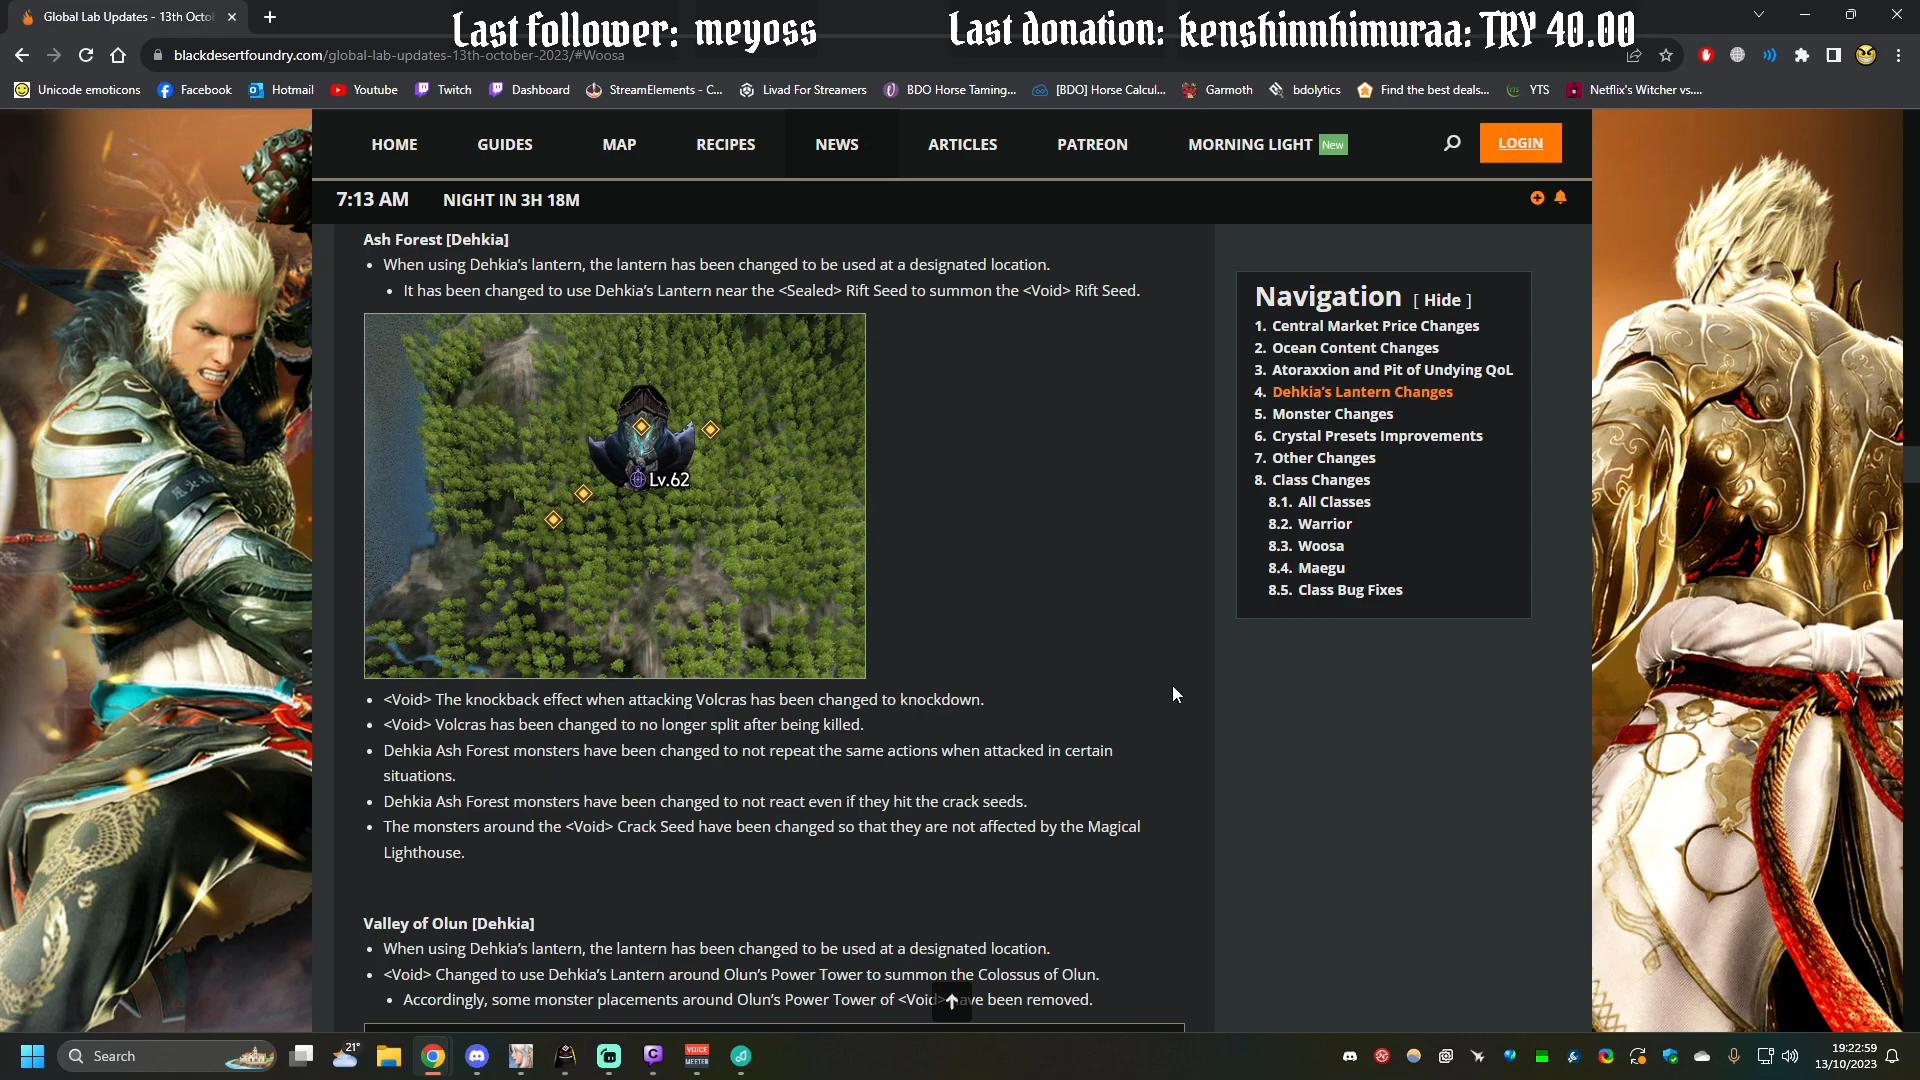 Global Lab Updates - 13th Octo
Last follower: meyoss
Last donation: kenshinnhimuraa: TRY 40.00
blackdesertfoundry.com/global-lab-updates-13th-october-2023/#Woosa
Unicode emoticons
Facebook
Hotmail
Youtube
Twitch
Dashboard
StreamElements - C...
Livad For Streamers
BDO Horse Taming...
[BDO] Horse Calcul...
Garmoth
bdolytics
Find the best deals...
YTS
Netflix's Witcher vs....
HOME
GUIDES
MAP
RECIPES
NEWS
ARTICLES
PATREON
MORNING LIGHT New
LOGIN
7:13 AM
NIGHT IN 3H 18M
Ash Forest [Dehkia]
• When using Dehkia's lantern, the lantern has been changed to be used at a designated location.
• It has been changed to use Dehkia's Lantern near the <Sealed> Rift Seed to summon the <Void> Rift Seed.
Lv.62
• <Void> The knockback effect when attacking Volcras has been changed to knockdown.
• <Void> Volcras has been changed to no longer split after being killed.
• Dehkia Ash Forest monsters have been changed to not repeat the same actions when attacked in certain
situations.
• Dehkia Ash Forest monsters have been changed to not react even if they hit the crack seeds.
• The monsters around the <Void> Crack Seed have been changed so that they are not affected by the Magical
Lighthouse.
Valley of Olun [Dehkia]
• When using Dehkia's lantern, the lantern has been changed to be used at a designated location.
• <Void> Changed to use Dehkia's Lantern around Olun's Power Tower to summon the Colossus of Olun.
• Accordingly, some monster placements around Olun's Power Tower of <Void> have been removed.
Navigation [ Hide ]
1. Central Market Price Changes
2. Ocean Content Changes
3. Atoraxxion and Pit of Undying QoL
4. Dehkia's Lantern Changes
5. Monster Changes
6. Crystal Presets Improvements
7. Other Changes
8. Class Changes
8.1. All Classes
8.2. Warrior
8.3. Woosa
8.4. Maegu
8.5. Class Bug Fixes
Search
21°
VOICE
MEETER
19:22:59
13/10/2023